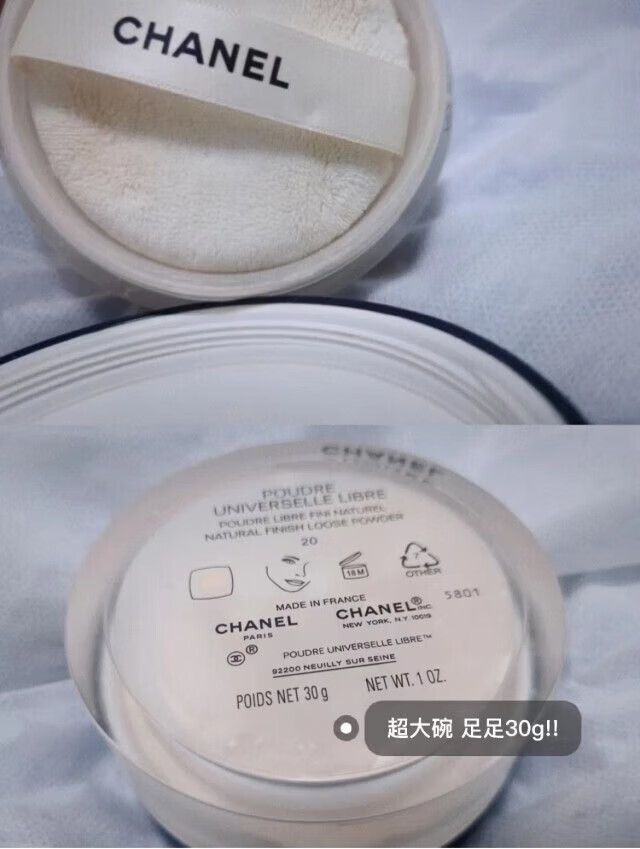 CHANEL
CHANEL
POUDRE
UNIVERSELLE LIBRE
POUDRE LIBRE FINI NATUREL
NATURAL FINISH LOOSE POWDER
20
18M
7
OTHER
MADE IN FRANCE
5801
CHANEL
PARIS
CHANEL® INC.
NEW YORK, N.Y. 10019
®
POUDRE UNIVERSELLE LIBRE™
92200 NEUILLY SUR SEINE
POIDS NET 30 g
NET WT. 1 OZ.
超大碗 足足30g!!